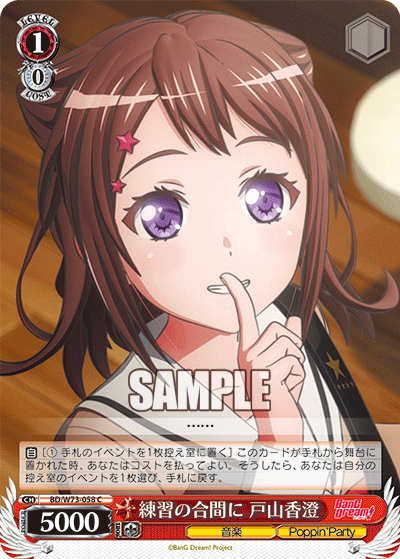 LEVEL
1
0
COST
SAMPLE
……
【自】［① 手札のイベントを1枚控え室に置く］ このカードが手札から舞台に
置かれた時、あなたはコストを払ってよい。そうしたら、あなたは自分の
控え室のイベントを1枚選び、手札に戻す。
CH
BD/W73-058 C
5000
練習の合間に 戸山香澄
BanG Dream!
音楽
Poppin'Party
©BanG Dream! Project